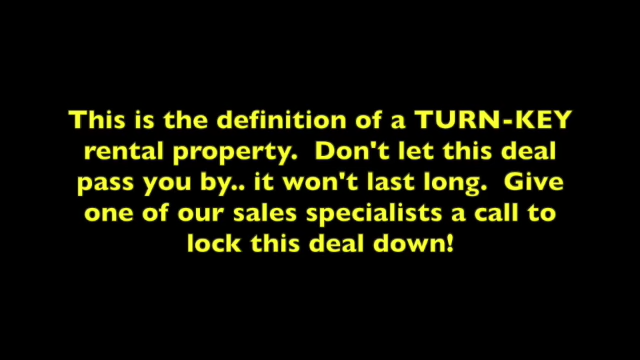 This is the definition of a TURN-KEY
rental property.  Don't let this deal
pass you by.. it won't last long.  Give
one of our sales specialists a call to
lock this deal down!